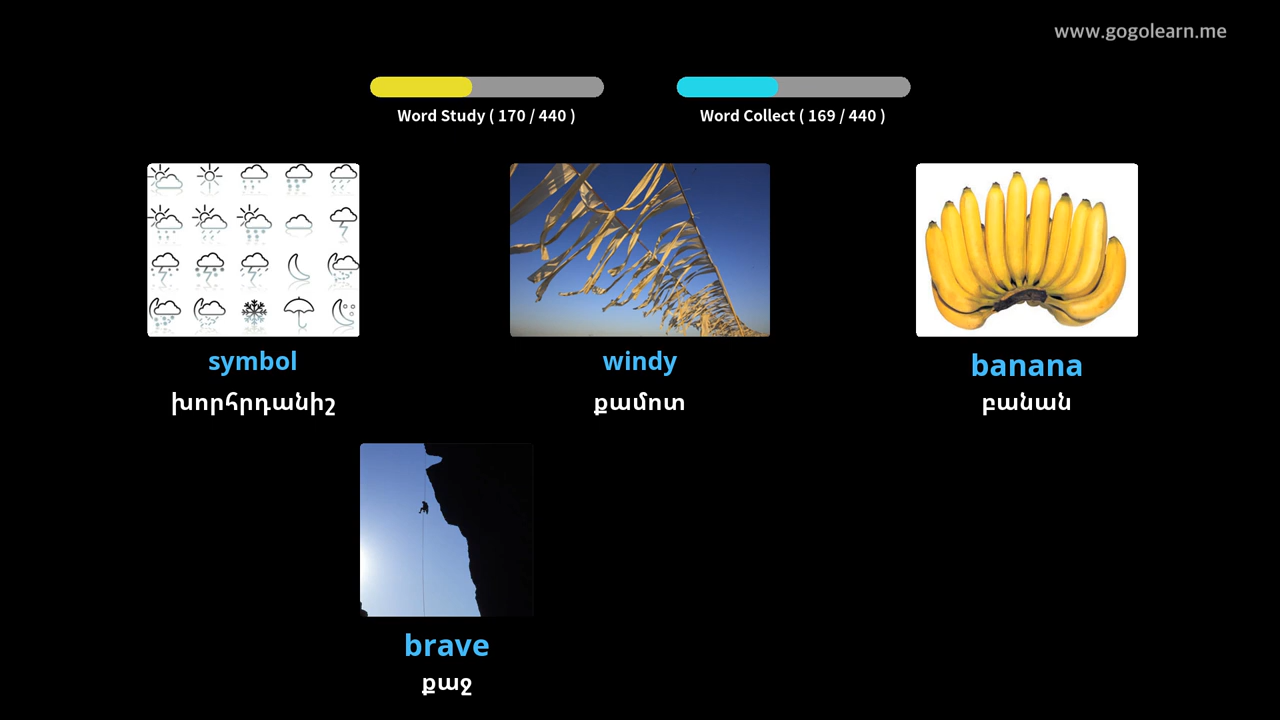 www.gogolearn.me
Word Study ( 170 / 440 )
Word Collect ( 169 / 440 )
symbol
խորհրդանիշ
windy
քամոտ
banana
բանան
brave
քաջ